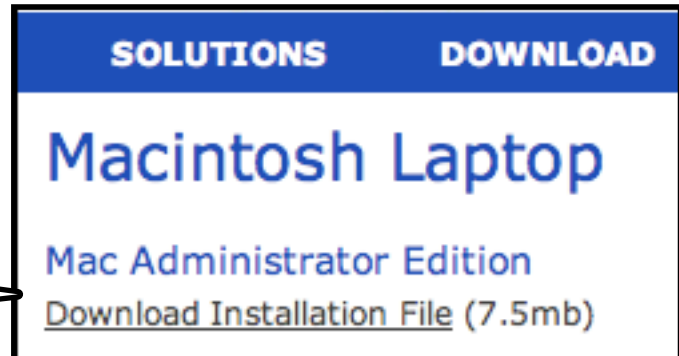 SOLUTIONS DOWNLOAD
Macintosh Laptop
Mac Administrator Edition
Download Installation File (7.5mb)